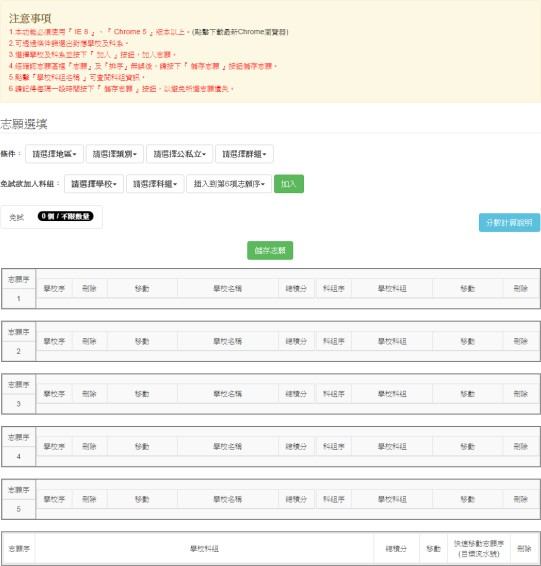 注意事項
1.本功能必須使用『 IE 8 』、『 Chrome 5 』版本以上。(點擊下載最新Chrome瀏覽器)
2.可透過條件篩選出對應學校及科系。
3.選擇學校及科系並按下『 加入 』按鈕，加入志願。
4.經確認志願選填『志願』及『排序』無誤後，請按下『 儲存志願 』按鈕儲存志願。
5.點擊『學校科組名稱 』可查閱科組資訊。
6.請記得每隔一段時間按下『 儲存志願 』按鈕，以避免所選志願遺失。
志願選填
條件： 請選擇地區 請選擇類別 請選擇公私立 請選擇群組
免試欲加入科組： 請選擇學校 請選擇科組 插入到第6項志願序 加入
免試 0 個 / 不限數量
分數計算說明
儲存志願
志願序
1 學校序 刪除 移動 學校名稱 總積分 科組序 學校科組 移動 刪除
志願序
2 學校序 刪除 移動 學校名稱 總積分 科組序 學校科組 移動 刪除
志願序
3 學校序 刪除 移動 學校名稱 總積分 科組序 學校科組 移動 刪除
志願序
4 學校序 刪除 移動 學校名稱 總積分 科組序 學校科組 移動 刪除
志願序
5 學校序 刪除 移動 學校名稱 總積分 科組序 學校科組 移動 刪除
志願序 學校科組 總積分 移動 快速移動志願序 刪除
(目標流水號)